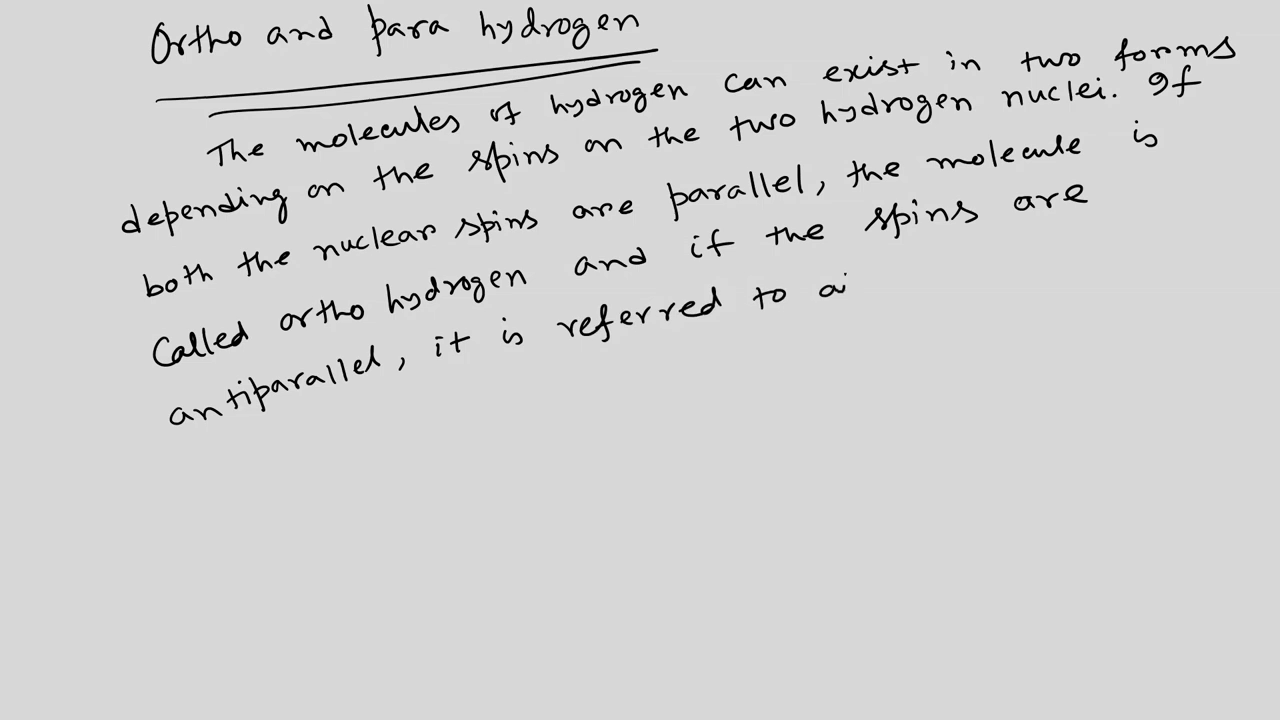 Ortho and para hydrogen
The molecules of hydrogen can exist in two forms
depending on the spins on the two hydrogen nuclei. If
both the nuclear spins are parallel, the molecule is
called ortho hydrogen and if the spins are
antiparallel, it is referred to a